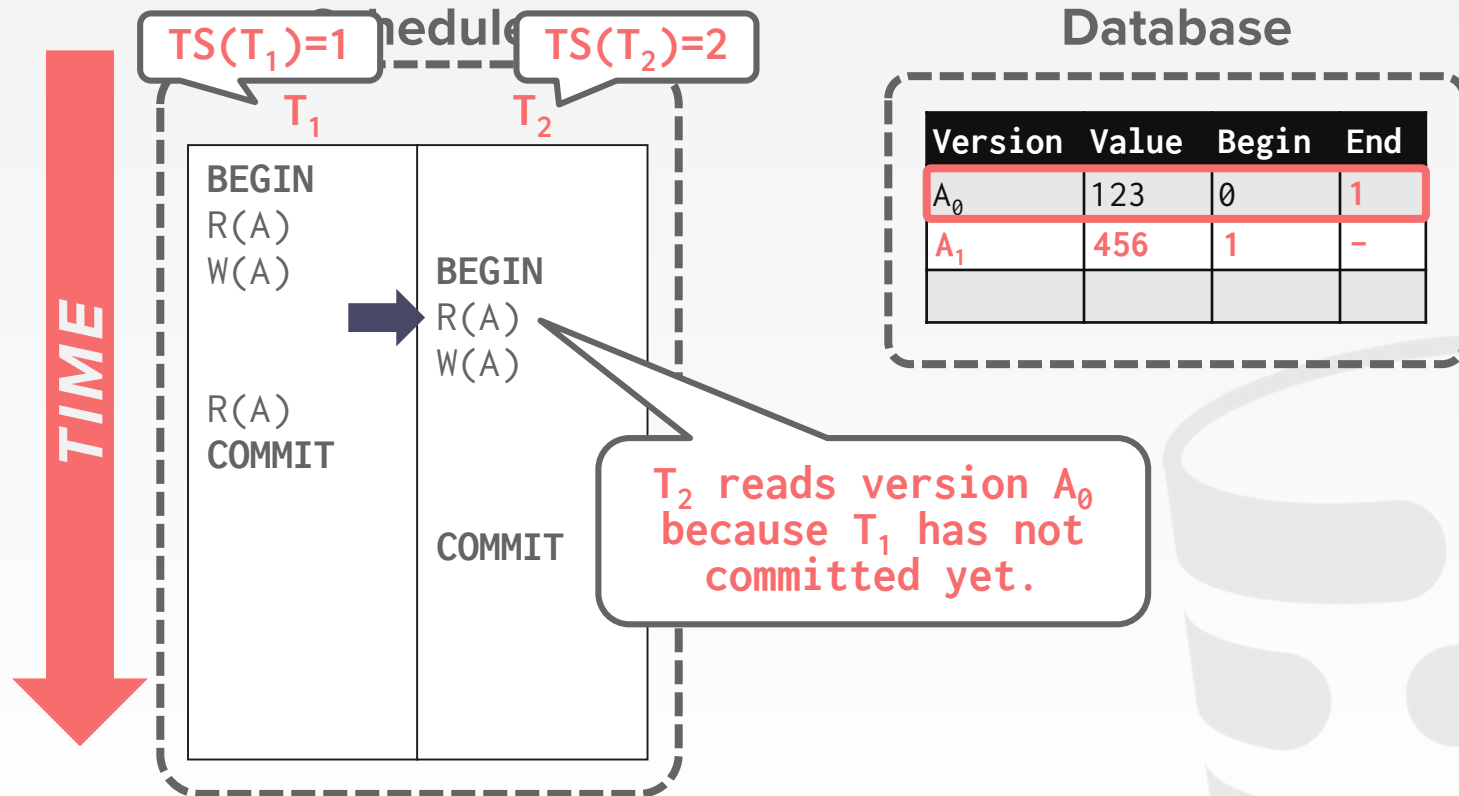 Schedule
Database
TS(T₁)=1
TS(T₂)=2
T₁
T₂
TIME
BEGIN
R(A)
W(A)
R(A)
COMMIT
BEGIN
R(A)
W(A)
COMMIT
Version Value Begin End
A₀ 123 0 1
A₁ 456 1 -
T₂ reads version A₀
because T₁ has not
committed yet.